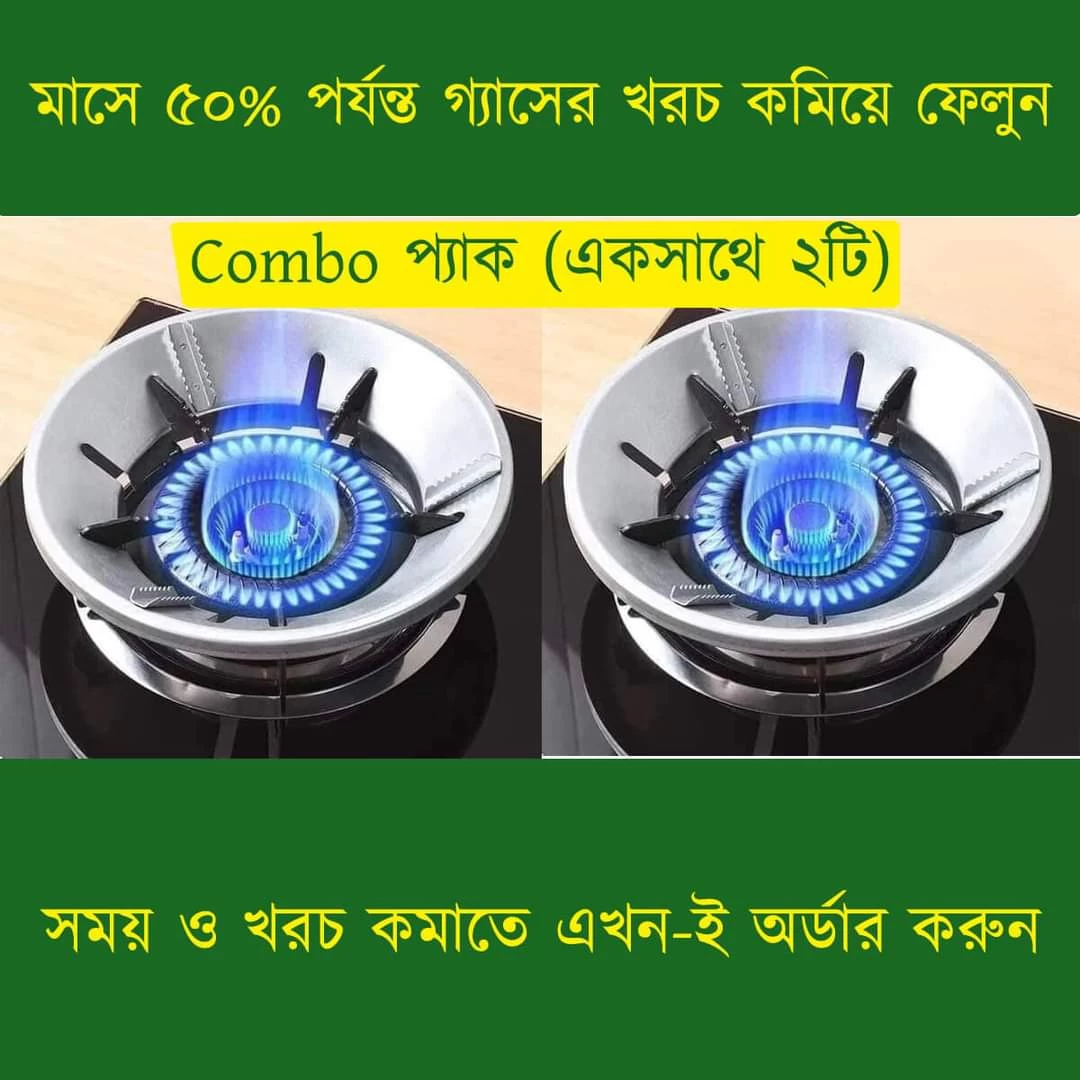 মাসে ৫০% পর্যন্ত গ্যাসের খরচ কমিয়ে ফেলুন
Combo প্যাক (একসাথে ২টি)
সময় ও খরচ কমাতে এখন-ই অর্ডার করুন